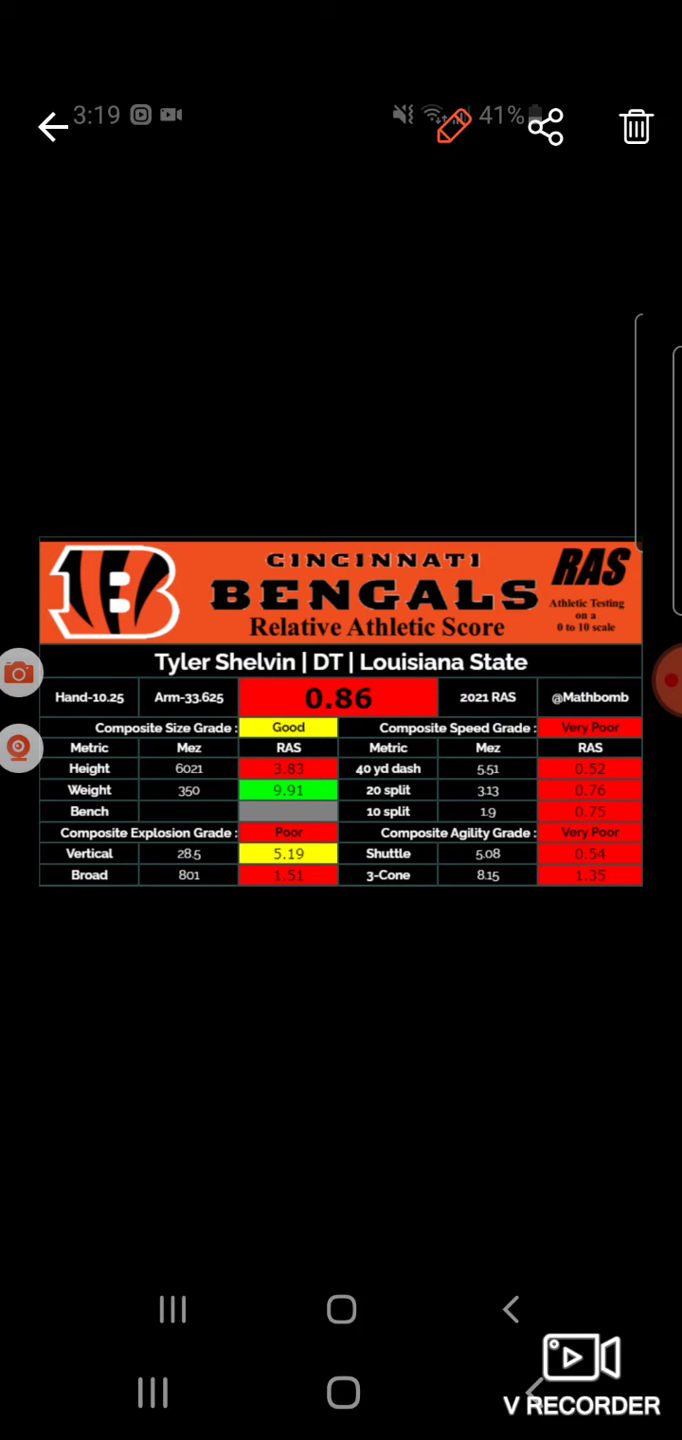 3:19 41%
CINCINNATI
BENGALS
Relative Athletic Score
RAS
Athletic Testing
on a
0 to 10 scale
Tyler Shelvin | DT | Louisiana State
Hand-10.25 Arm-33.625 0.86 2021 RAS @Mathbomb
Composite Size Grade : Good Composite Speed Grade : Very Poor
Metric Mez RAS Metric Mez RAS
Height 6021 3.83 40 yd dash 5.51 0.52
Weight 350 9.91 20 split 3.13 0.76
Bench 10 split 1.9 0.75
Composite Explosion Grade : Poor Composite Agility Grade : Very Poor
Vertical 28.5 5.19 Shuttle 5.08 0.54
Broad 801 1.51 3-Cone 8.15 1.35
V RECORDER